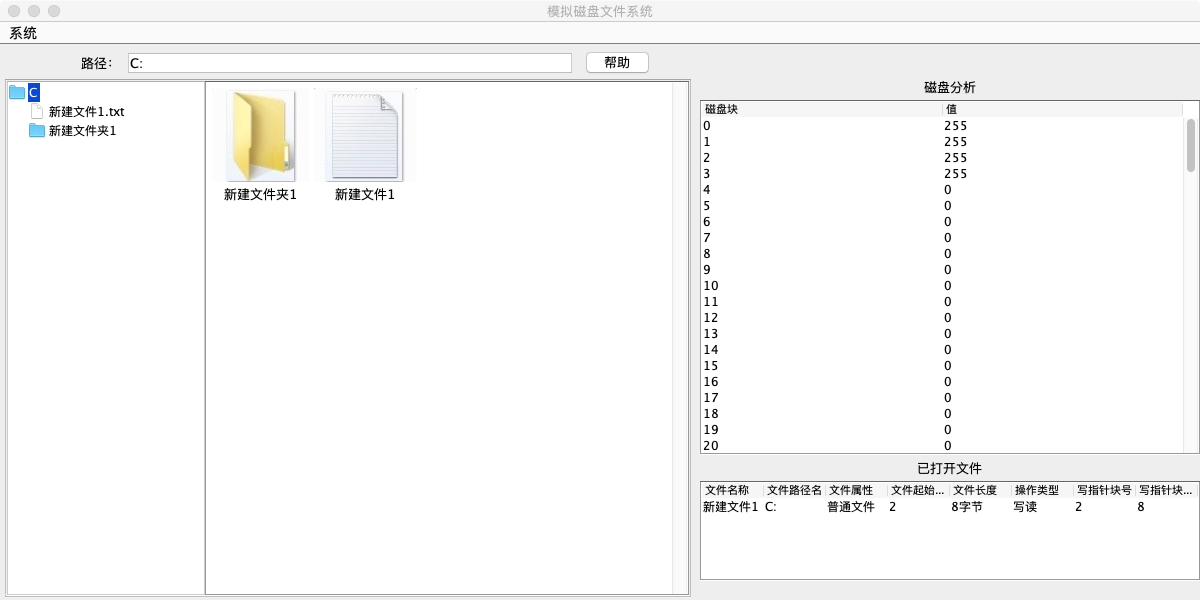 模拟磁盘文件系统
系统
路径： C: 帮助
C
新建文件1.txt
新建文件夹1
新建文件夹1 新建文件1
磁盘分析
磁盘块 值
0 255
1 255
2 255
3 255
4 0
5 0
6 0
7 0
8 0
9 0
10 0
11 0
12 0
13 0
14 0
15 0
16 0
17 0
18 0
19 0
20 0
已打开文件
文件名称 文件路径名 文件属性 文件起始... 文件长度 操作类型 写指针块号 写指针块...
新建文件1 C: 普通文件 2 8字节 写读 2 8